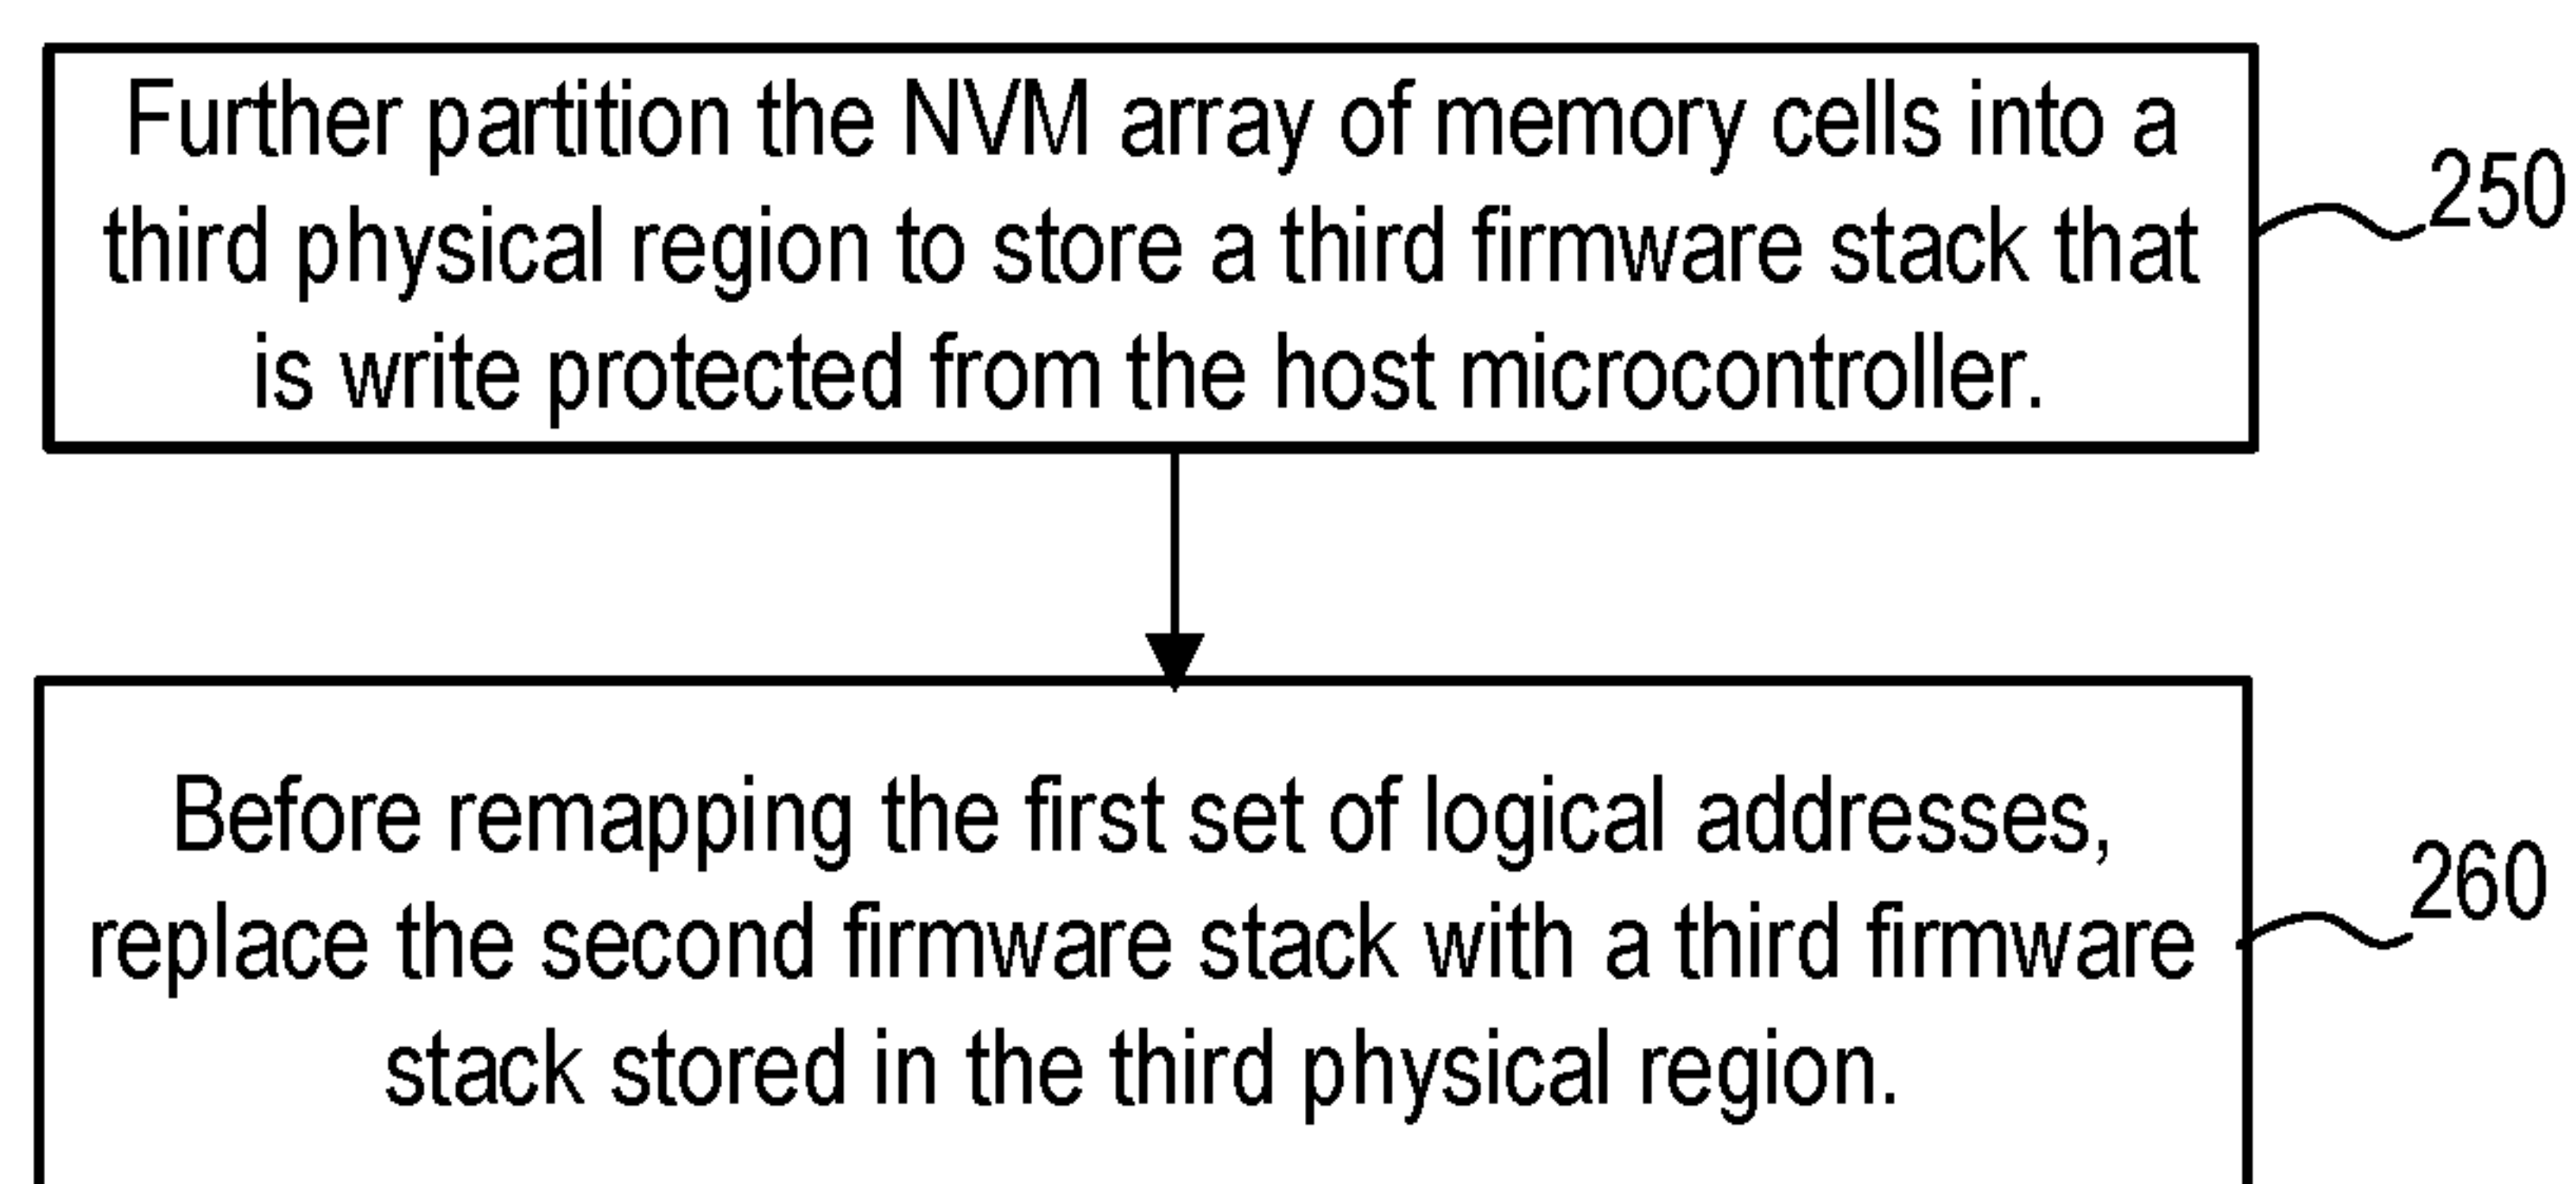 Further partition the NVM array of memory cells into a
third physical region to store a third firmware stack that
is write protected from the host microcontroller.
250
Before remapping the first set of logical addresses,
replace the second firmware stack with a third firmware
stack stored in the third physical region.
260